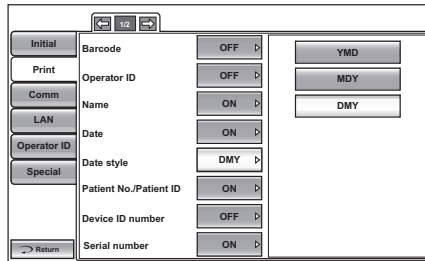 1/2
Initial
Print
Comm
LAN
Operator ID
Special
Return
Barcode OFF
Operator ID OFF
Name ON
Date ON
Date style DMY
Patient No./Patient ID ON
Device ID number OFF
Serial number ON
YMD
MDY
DMY